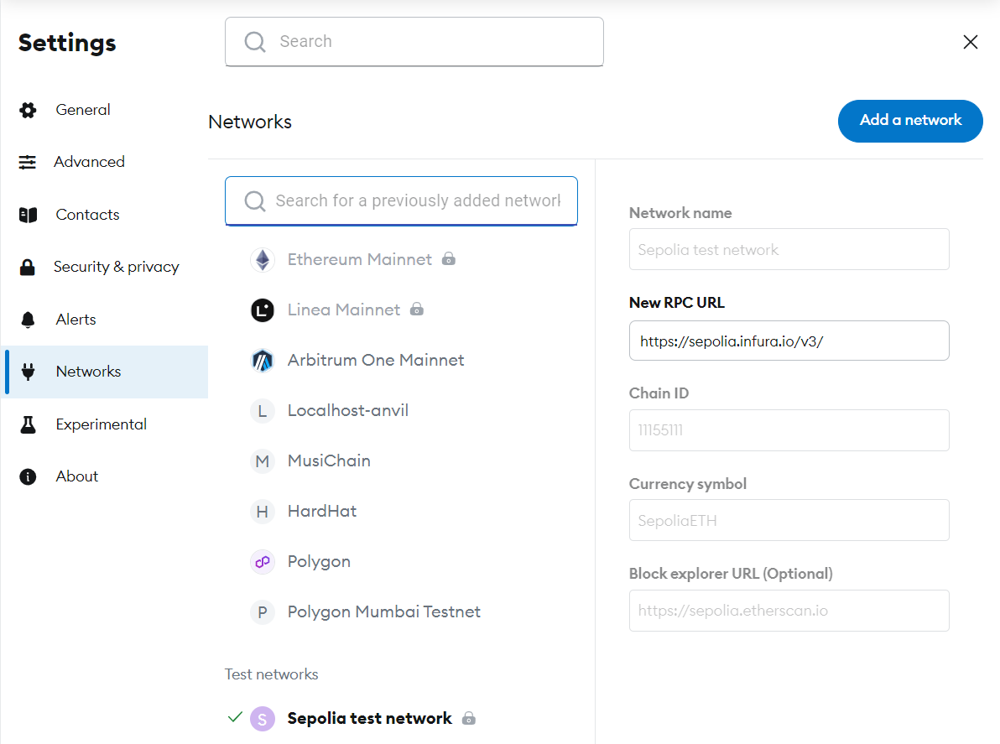 Settings
Search
General
Advanced
Contacts
Security & privacy
Alerts
Networks
Experimental
About
Networks
Add a network
Search for a previously added network
Ethereum Mainnet
L Linea Mainnet
Arbitrum One Mainnet
L Localhost-anvil
M MusiChain
H HardHat
Polygon
P Polygon Mumbai Testnet
Test networks
S Sepolia test network
Network name
Sepolia test network
New RPC URL
https://sepolia.infura.io/v3/
Chain ID
11155111
Currency symbol
SepoliaETH
Block explorer URL (Optional)
https://sepolia.etherscan.io